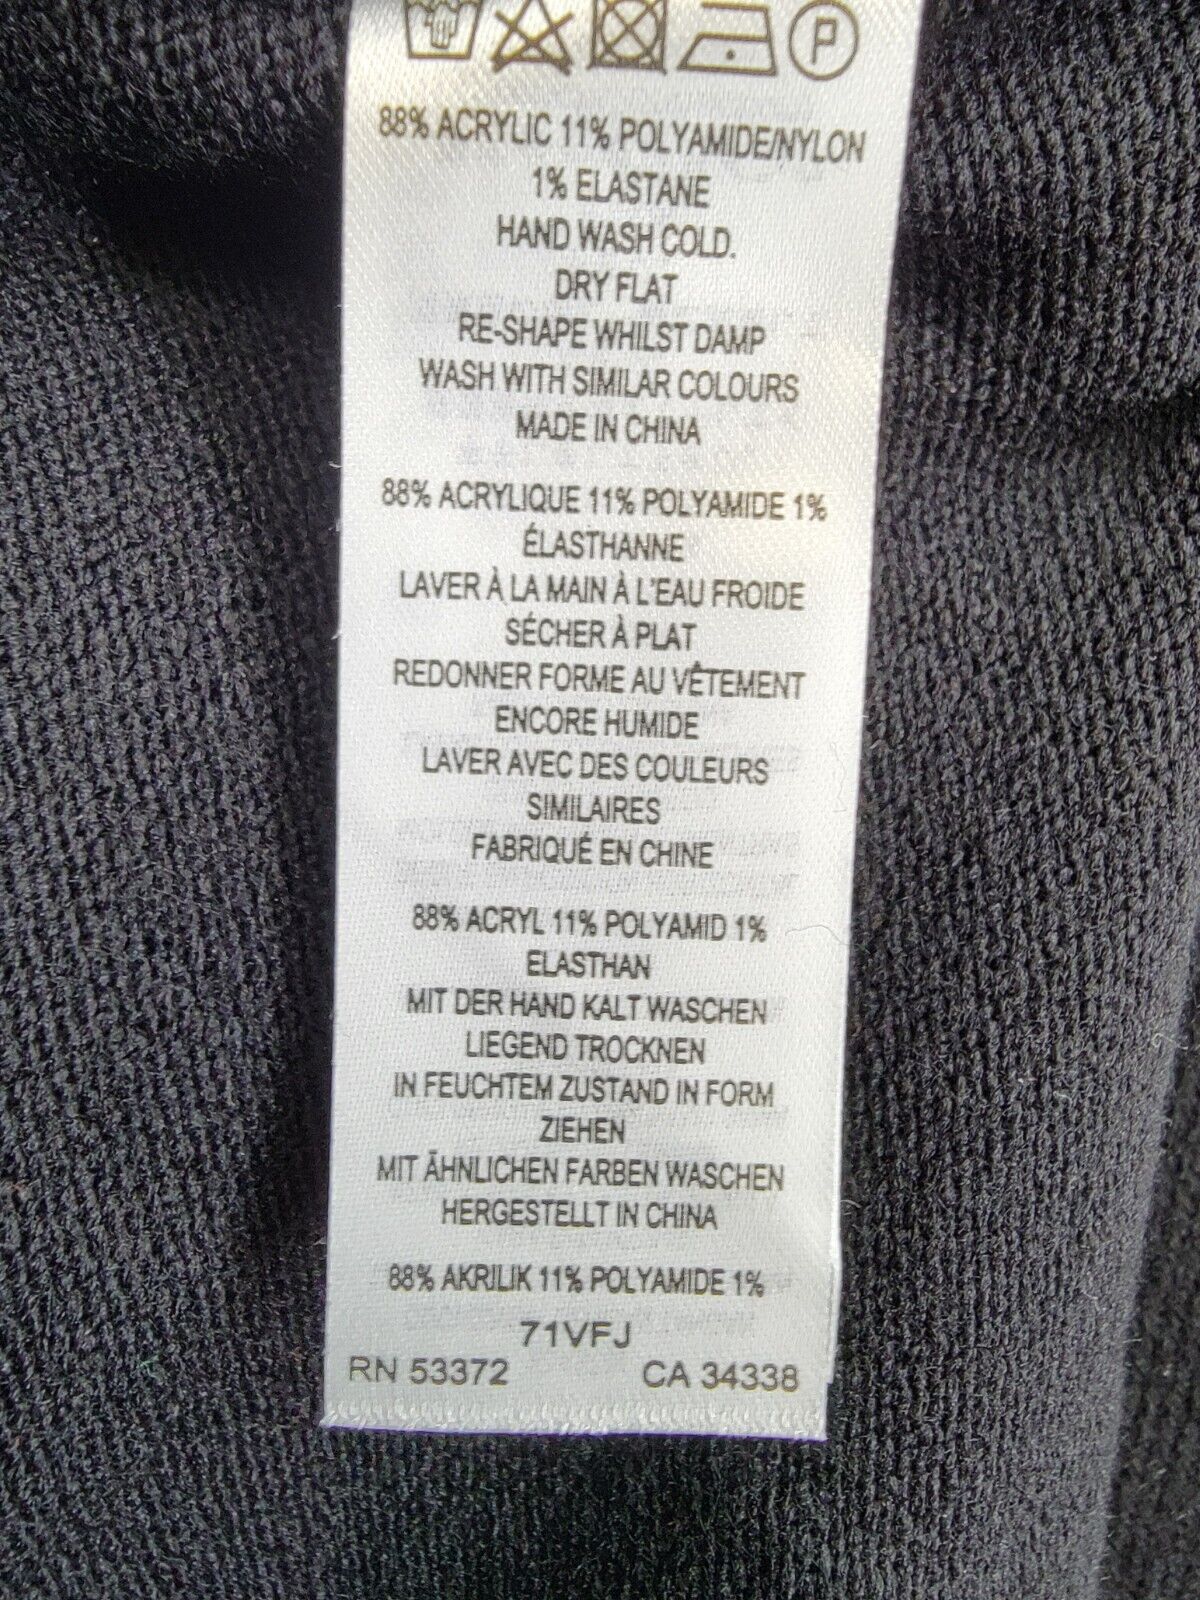 P
88% ACRYLIC 11% POLYAMIDE/NYLON
1% ELASTANE
HAND WASH COLD.
DRY FLAT
RE-SHAPE WHILST DAMP
WASH WITH SIMILAR COLOURS
MADE IN CHINA
88% ACRYLIQUE 11% POLYAMIDE 1%
ÉLASTHANNE
LAVER À LA MAIN À L'EAU FROIDE
SÉCHER À PLAT
REDONNER FORME AU VÊTEMENT
ENCORE HUMIDE
LAVER AVEC DES COULEURS
SIMILAIRES
FABRIQUÉ EN CHINE
88% ACRYL 11% POLYAMID 1%
ELASTHAN
MIT DER HAND KALT WASCHEN
LIEGEND TROCKNEN
IN FEUCHTEM ZUSTAND IN FORM
ZIEHEN
MIT ÄHNLICHEN FARBEN WASCHEN
HERGESTELLT IN CHINA
88% AKRILIK 11% POLYAMIDE 1%
71VFJ
RN 53372 CA 34338